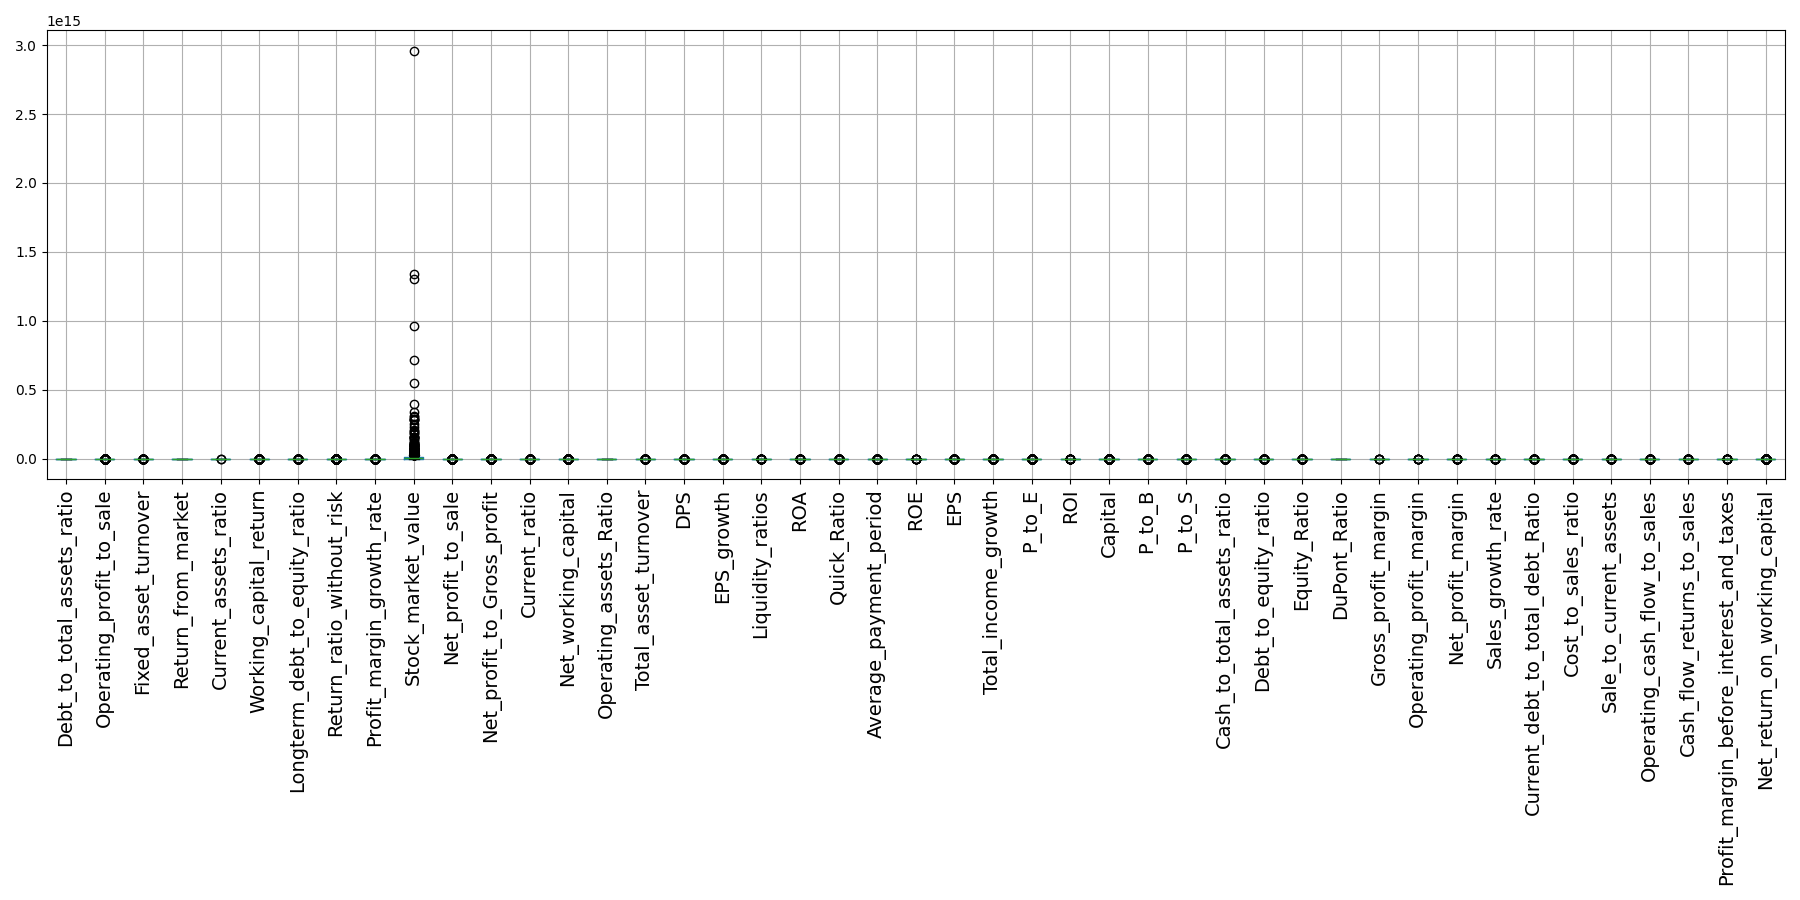 1e15
3.0
2.5
2.0
1.5
1.0
0.5
0.0
Debt_to_total_assets_ratio
Operating_profit_to_sale
Fixed_asset_turnover
Return_from_market
Current_assets_ratio
Working_capital_return
Longterm_debt_to_equity_ratio
Return_ratio_without_risk
Profit_margin_growth_rate
Stock_market_value
Net_profit_to_sale
Net_profit_to_Gross_profit
Current_ratio
Net_working_capital
Operating_assets_Ratio
Total_asset_turnover
DPS
EPS_growth
Liquidity_ratios
ROA
Quick_Ratio
Average_payment_period
ROE
EPS
Total_income_growth
P_to_E
ROI
Capital
P_to_B
P_to_S
Cash_to_total_assets_ratio
Debt_to_equity_ratio
Equity_Ratio
DuPont_Ratio
Gross_profit_margin
Operating_profit_margin
Net_profit_margin
Sales_growth_rate
Current_debt_to_total_debt_Ratio
Cost_to_sales_ratio
Sale_to_current_assets
Operating_cash_flow_to_sales
Cash_flow_returns_to_sales
Profit_margin_before_interest_and_taxes
Net_return_on_working_capital